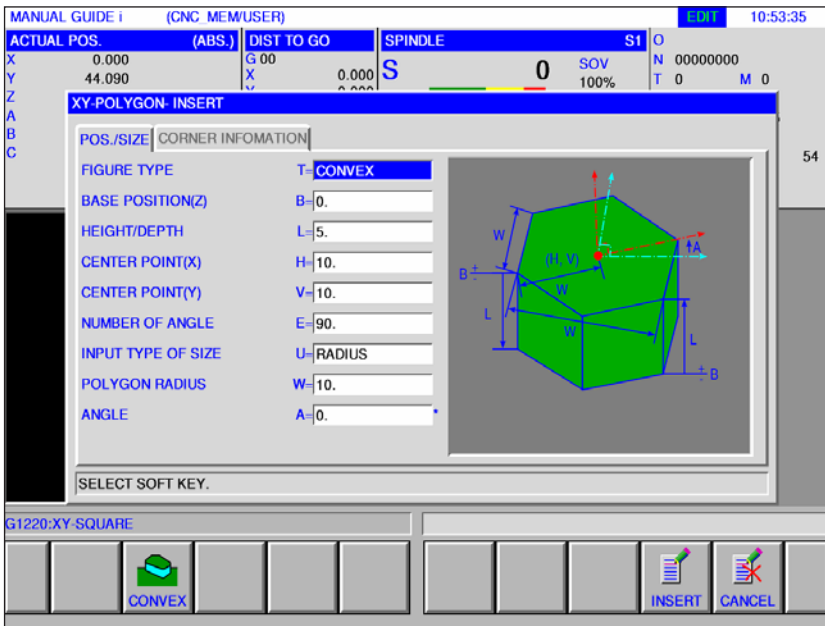 MANUAL GUIDE i (CNC_MEM/USER) EDIT 10:53:35
ACTUAL POS. (ABS.) DIST TO GO SPINDLE S1 O
X 0.000 G 00 S 0 SOV N 00000000
Y 44.090 X 0.000 100% T 0 M 0
Z
A
B
C 54
XY-POLYGON- INSERT
POS./SIZE CORNER INFOMATION
FIGURE TYPE T= CONVEX
BASE POSITION(Z) B= 0.
HEIGHT/DEPTH L= 5.
CENTER POINT(X) H= 10.
CENTER POINT(Y) V= 10.
NUMBER OF ANGLE E= 90.
INPUT TYPE OF SIZE U= RADIUS
POLYGON RADIUS W= 10.
ANGLE A= 0. °
W
(H, V)
A
B + -
W
L
W
L
+ - B
SELECT SOFT KEY.
G1220:XY-SQUARE
CONVEX INSERT CANCEL